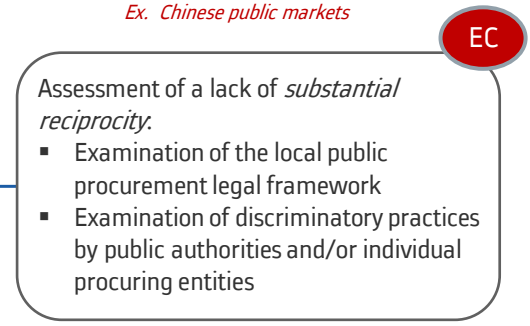 Ex. Chinese public markets
EC
Assessment of a lack of substantial
reciprocity:
▪ Examination of the local public
procurement legal framework
▪ Examination of discriminatory practices
by public authorities and/or individual
procuring entities